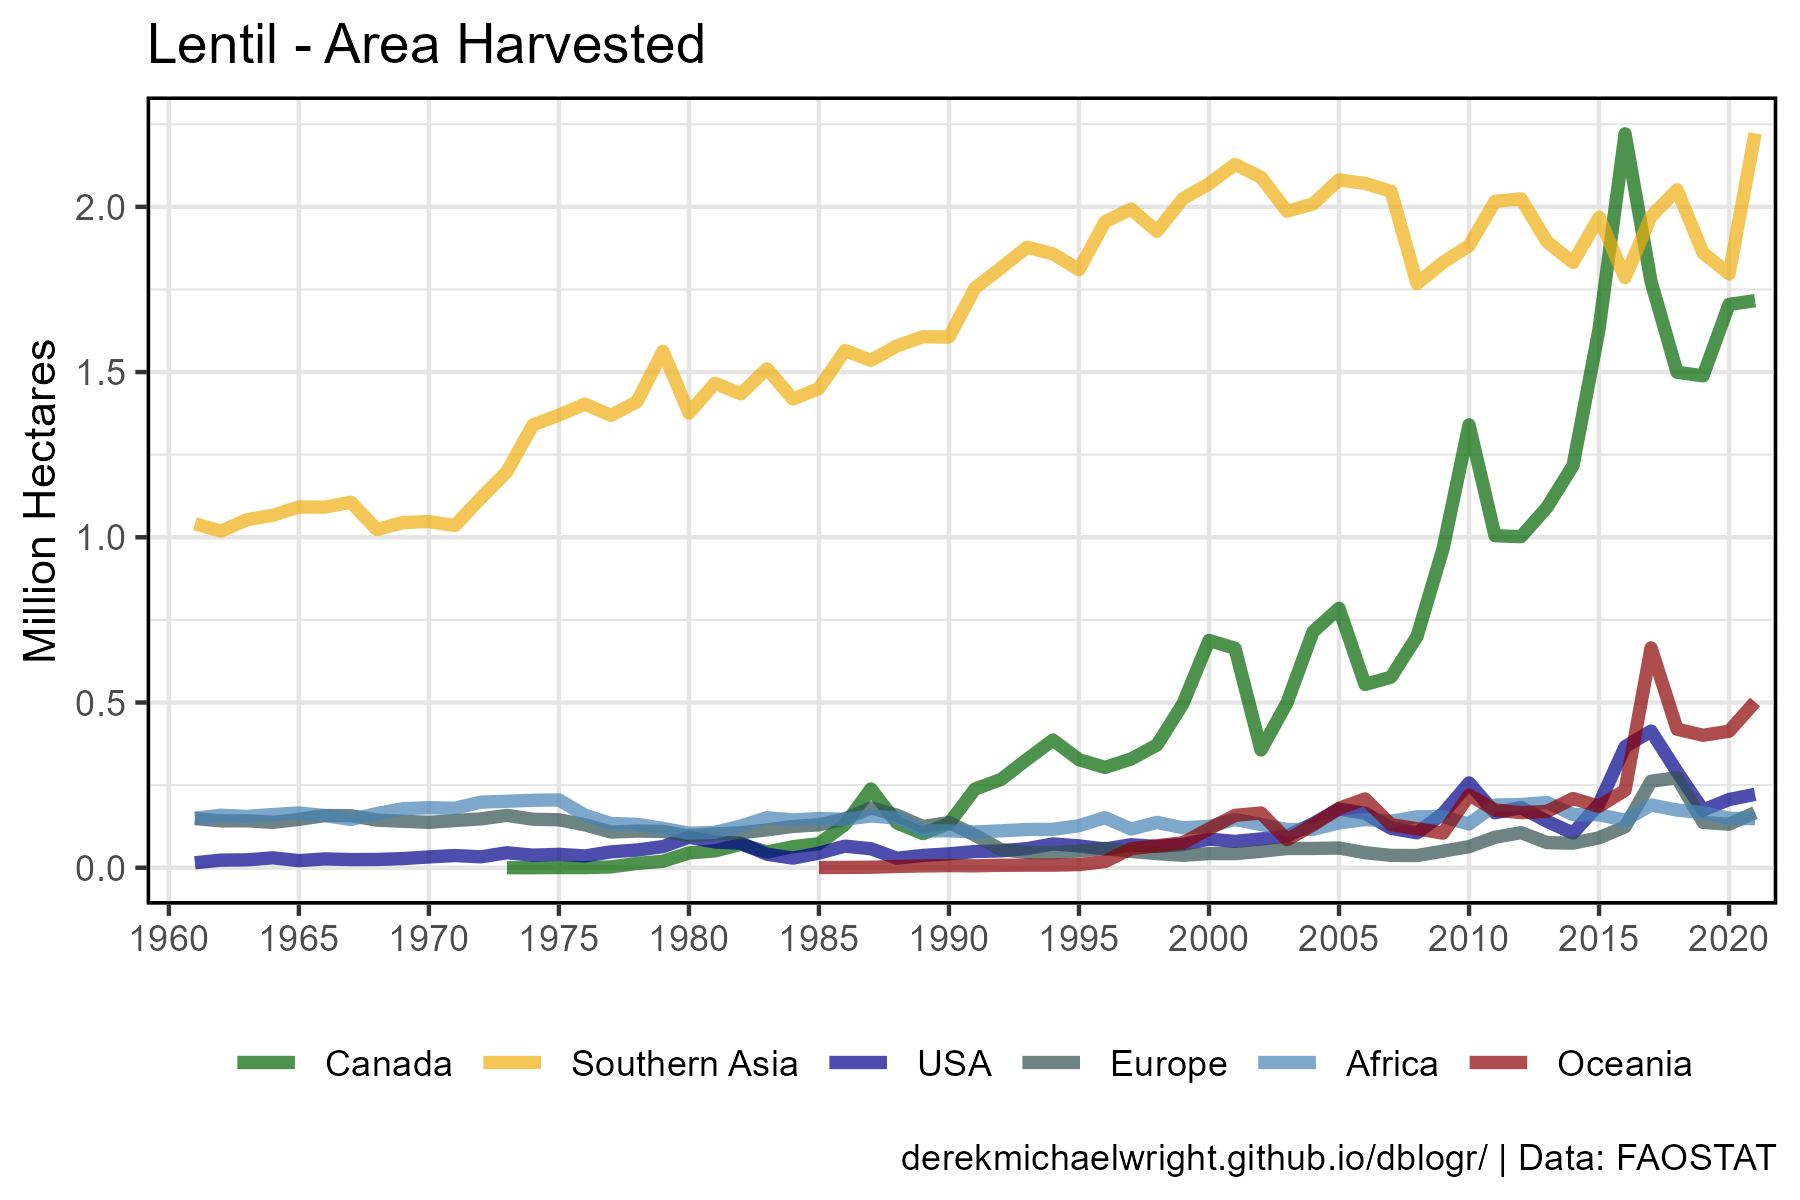 Lentil - Area Harvested
Million Hectares
2.0
1.5
1.0
0.5
0.0
1960 1965 1970 1975 1980 1985 1990 1995 2000 2005 2010 2015 2020
Canada Southern Asia USA Europe Africa Oceania
derekmichaelwright.github.io/dblogr/ | Data: FAOSTAT